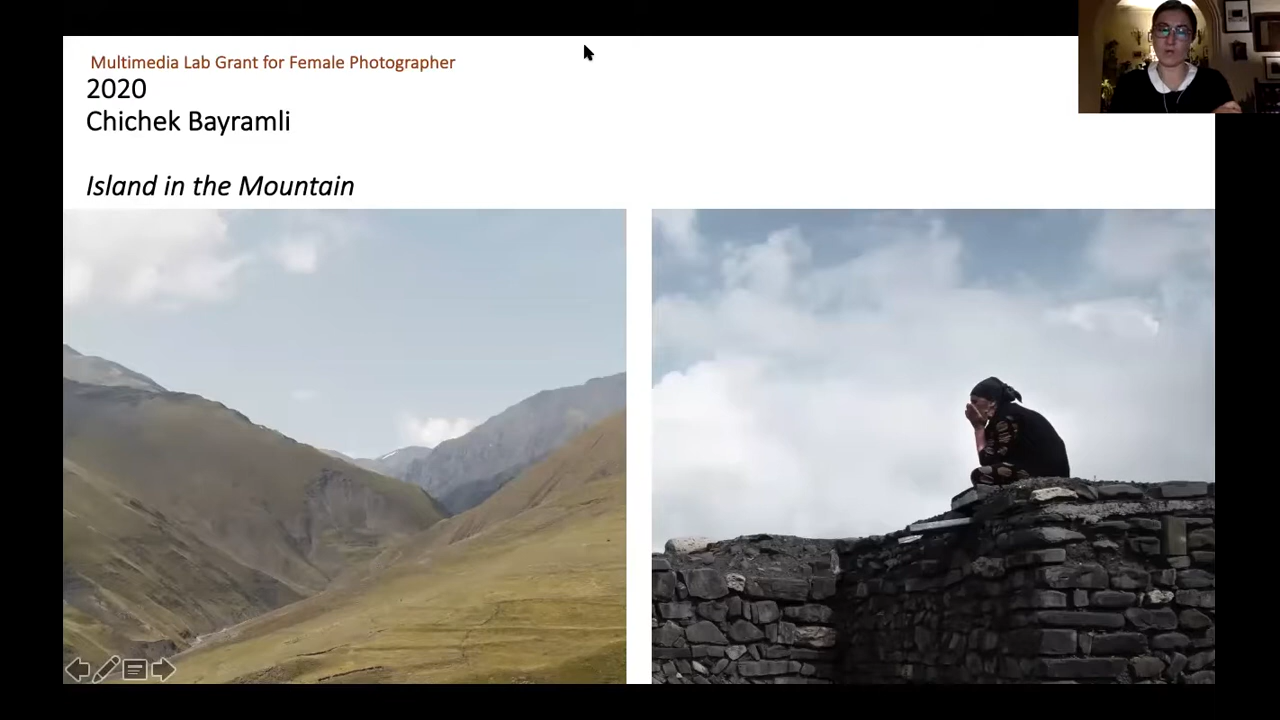 Multimedia Lab Grant for Female Photographer
2020
Chichek Bayramli
Island in the Mountain